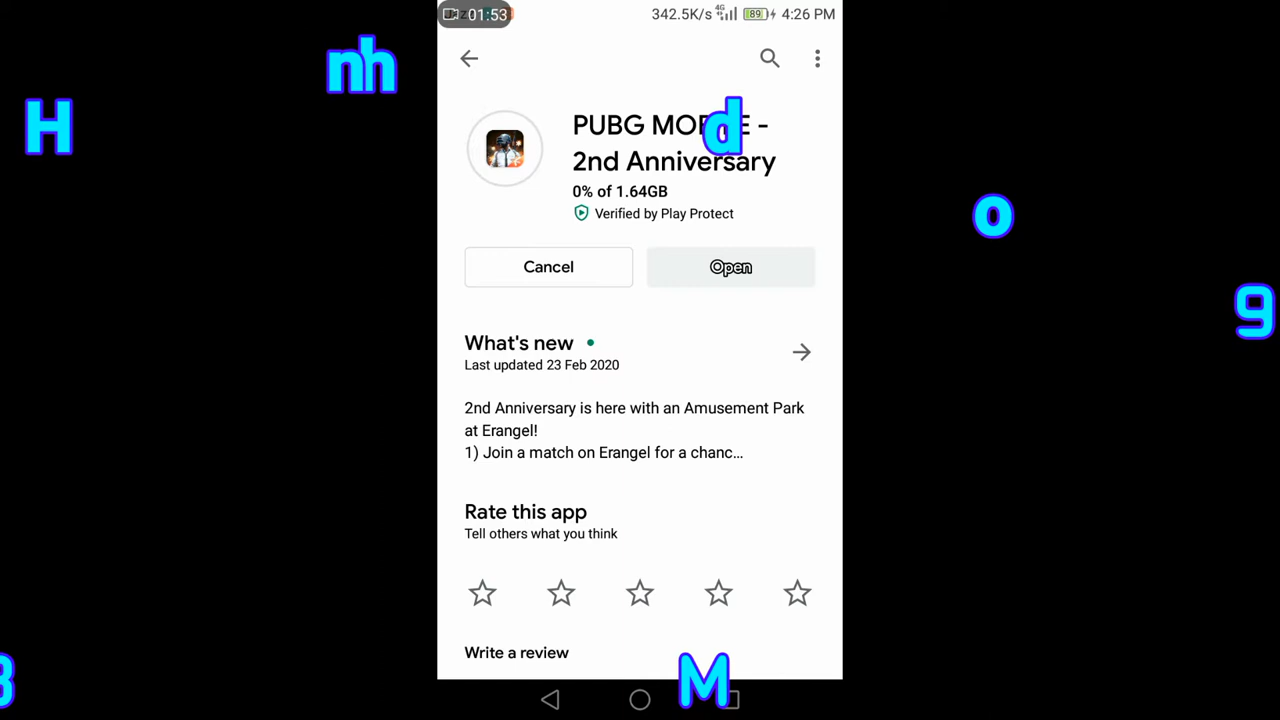 01:53 342.5K/s 4G 89 4:26 PM
nh
H
d
PUBG MOBILE -
2nd Anniversary
0% of 1.64GB
Verified by Play Protect
o
Cancel Open
g
What's new
Last updated 23 Feb 2020
2nd Anniversary is here with an Amusement Park
at Erangel!
1) Join a match on Erangel for a chanc...
Rate this app
Tell others what you think
Write a review
M